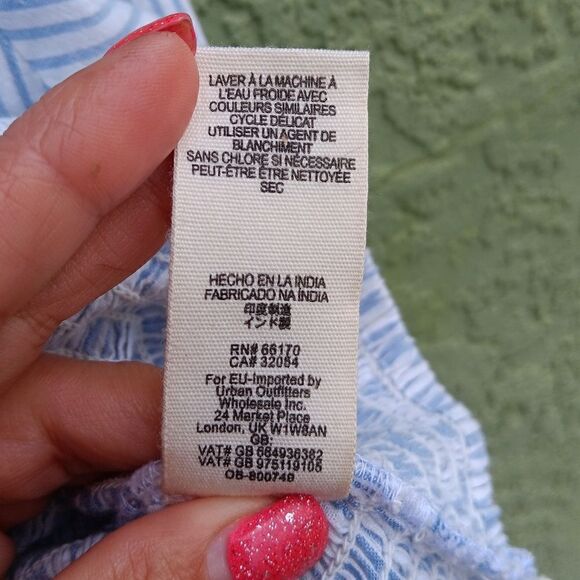 LAVER À LA MACHINE À
L'EAU FROIDE AVEC
COULEURS SIMILAIRES
CYCLE DÉLICAT
UTILISER UN AGENT DE
BLANCHIMENT
SANS CHLORE SI NÉCESSAIRE
PEUT-ÊTRE ÊTRE NETTOYÉE
SEC
HECHO EN LA INDIA
FABRICADO NA ÍNDIA
印度制造
インド製
RN# 66170
CA# 32054
For EU-Imported by
Urban Outfitters
Wholesale Inc.
24 Market Place
London, UK W1W8AN
GB:
VAT# GB 684936382
VAT# GB 975119105
OB-800749